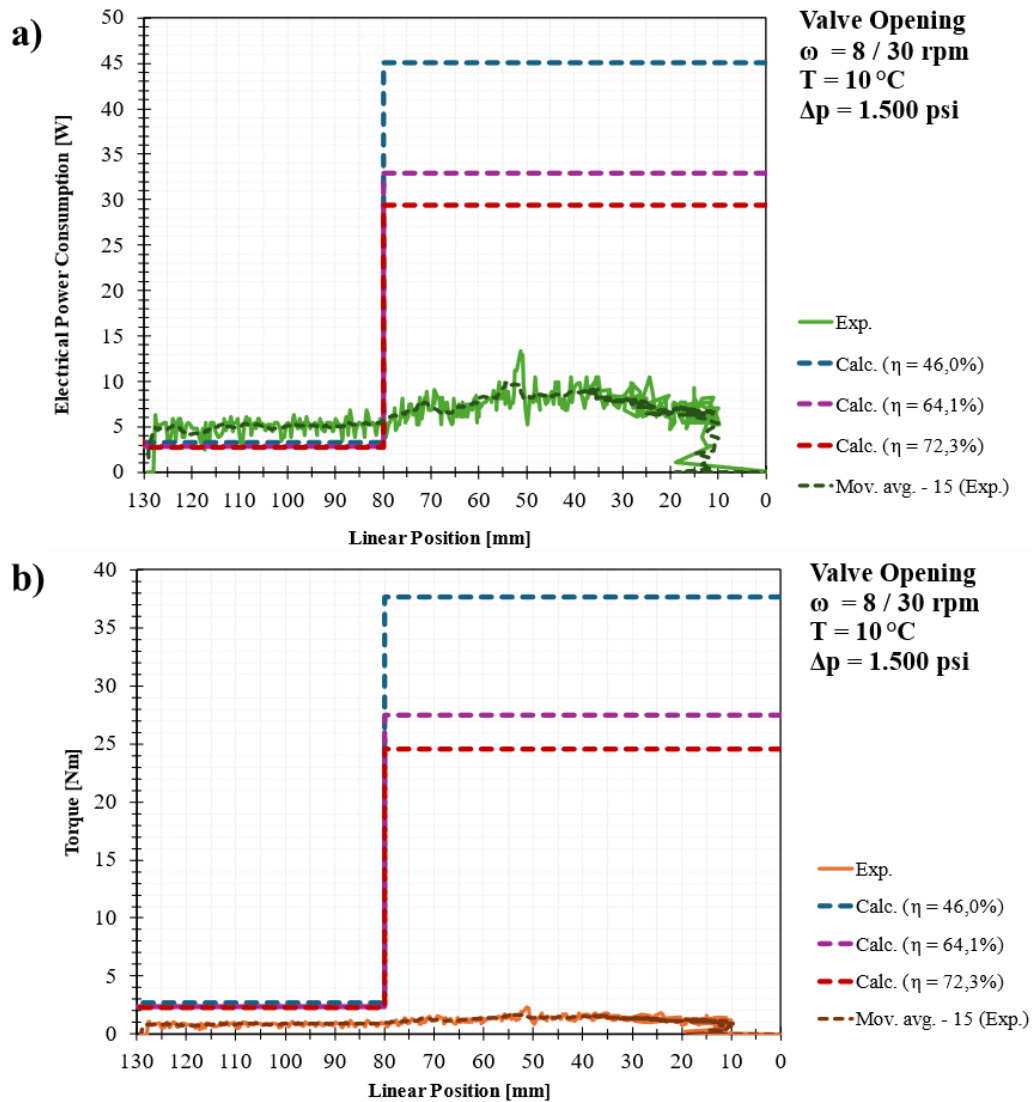 a)
Valve Opening
ω = 8 / 30 rpm
T = 10 °C
Δp = 1.500 psi
Electrical Power Consumption [W]
50
45
40
35
30
25
20
15
10
5
0
130 120 110 100 90 80 70 60 50 40 30 20 10 0
Linear Position [mm]
Exp.
Calc. (η = 46,0%)
Calc. (η = 64,1%)
Calc. (η = 72,3%)
Mov. avg. - 15 (Exp.)
b)
Valve Opening
ω = 8 / 30 rpm
T = 10 °C
Δp = 1.500 psi
Torque [Nm]
40
35
30
25
20
15
10
5
0
130 120 110 100 90 80 70 60 50 40 30 20 10 0
Linear Position [mm]
Exp.
Calc. (η = 46,0%)
Calc. (η = 64,1%)
Calc. (η = 72,3%)
Mov. avg. - 15 (Exp.)